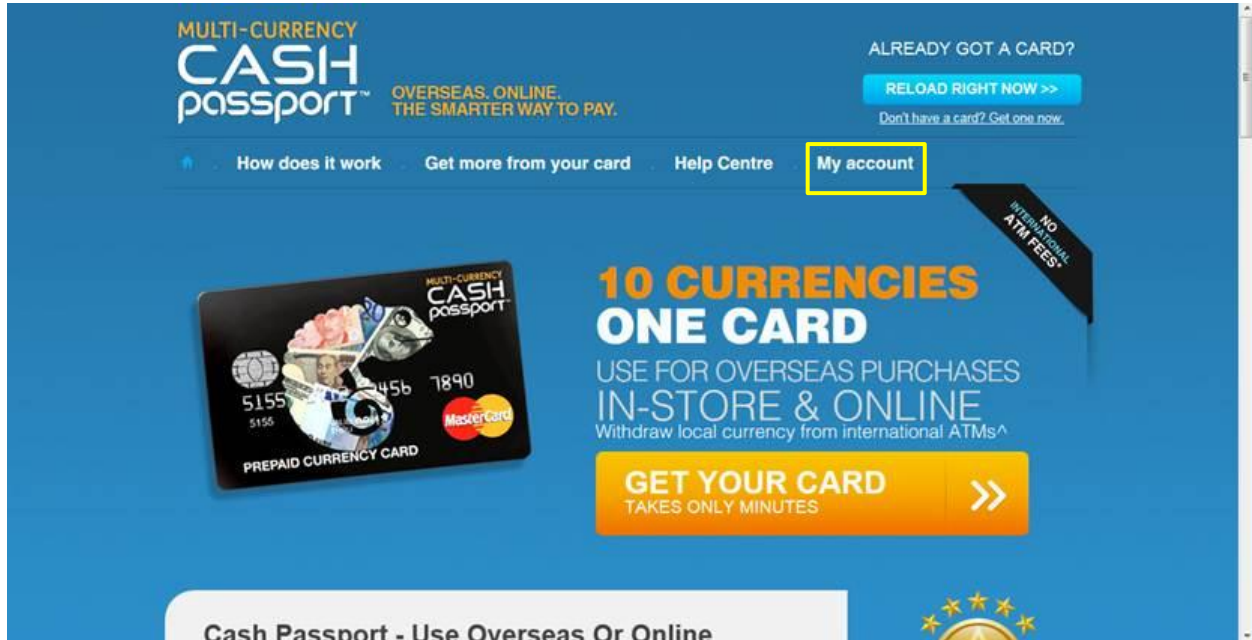 MULTI-CURRENCY
CASH
passport™
OVERSEAS. ONLINE.
THE SMARTER WAY TO PAY.
ALREADY GOT A CARD?
RELOAD RIGHT NOW >>
Don't have a card? Get one now.
How does it work
Get more from your card
Help Centre
My account
NO
INTERNATIONAL
ATM FEES*
MULTI-CURRENCY
CASH
passport™
5155
3456 7890
5155
MasterCard
PREPAID CURRENCY CARD
10 CURRENCIES
ONE CARD
USE FOR OVERSEAS PURCHASES
IN-STORE & ONLINE
Withdraw local currency from international ATMs^
GET YOUR CARD
TAKES ONLY MINUTES
Cash Passport - Use Overseas Or Online